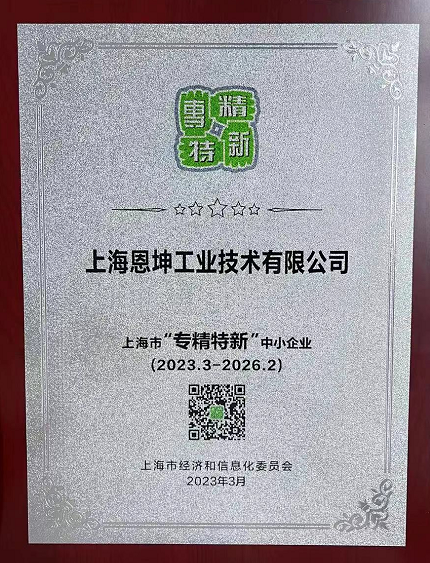 專精
特新
上海恩坤工业技术有限公司
上海市“专精特新”中小企业
(2023.3-2026.2)
上海市经济和信息化委员会
2023年3月